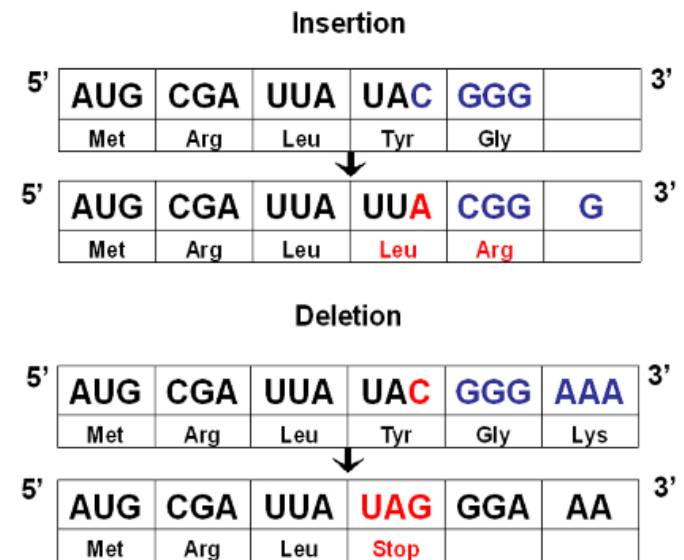 Insertion
5’ AUG CGA UUA UAC GGG 3’
Met Arg Leu Tyr Gly
5’ AUG CGA UUA UUA CGG G 3’
Met Arg Leu Leu Arg
Deletion
5’ AUG CGA UUA UAC GGG AAA 3’
Met Arg Leu Tyr Gly Lys
5’ AUG CGA UUA UAG GGA AA 3’
Met Arg Leu Stop